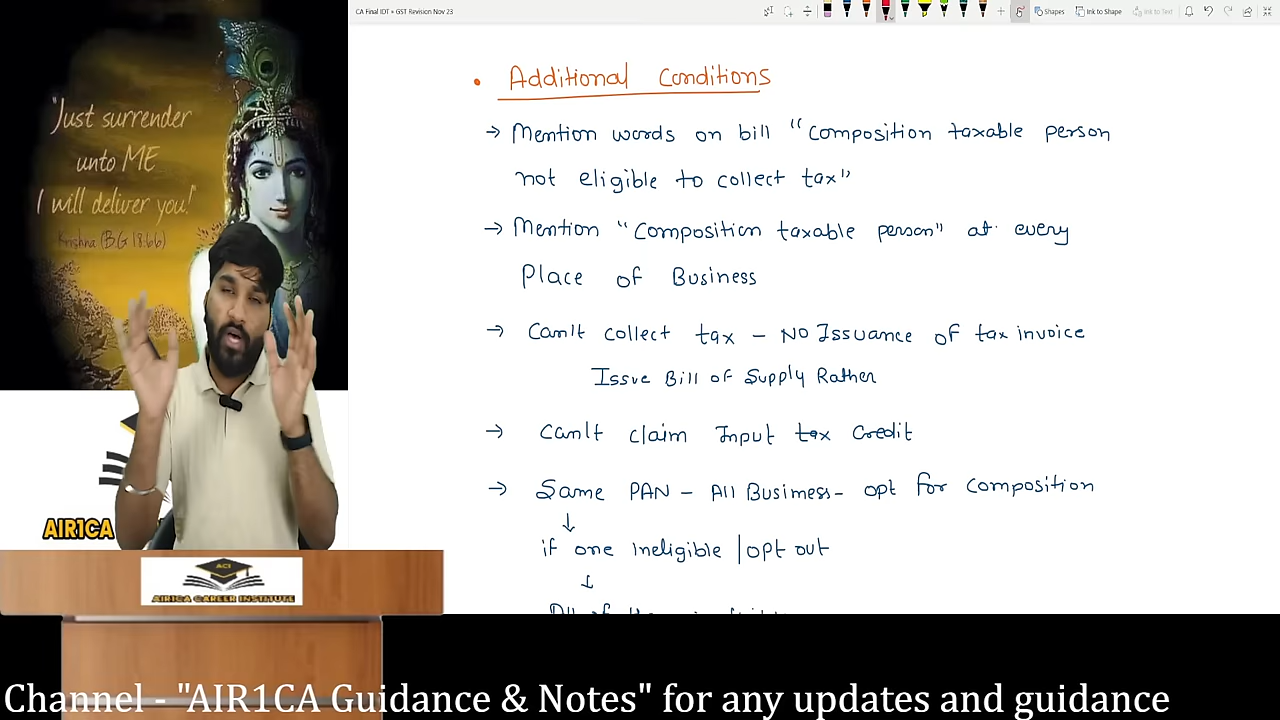 CA Final IDT + GST Revision Nov 23
Shapes
Ink to Shape
Ink to Text
"Just surrender
unto ME
I will deliver you!"
Krishna (BG 18:66)
• Additional Conditions
→ Mention words on bill "Composition taxable person
not eligible to collect tax"
→ Mention "Composition taxable person" at every
Place of Business
→ Can't collect tax – No Issuance of tax invoice
Issue Bill of Supply Rather
→ Can't claim Input tax Credit
→ Same PAN – All Business – opt for composition
↓
if one Ineligible | opt out
↓
AIR1CA
ACI
AIR1CA CAREER INSTITUTE
Channel - "AIR1CA Guidance & Notes" for any updates and guidance